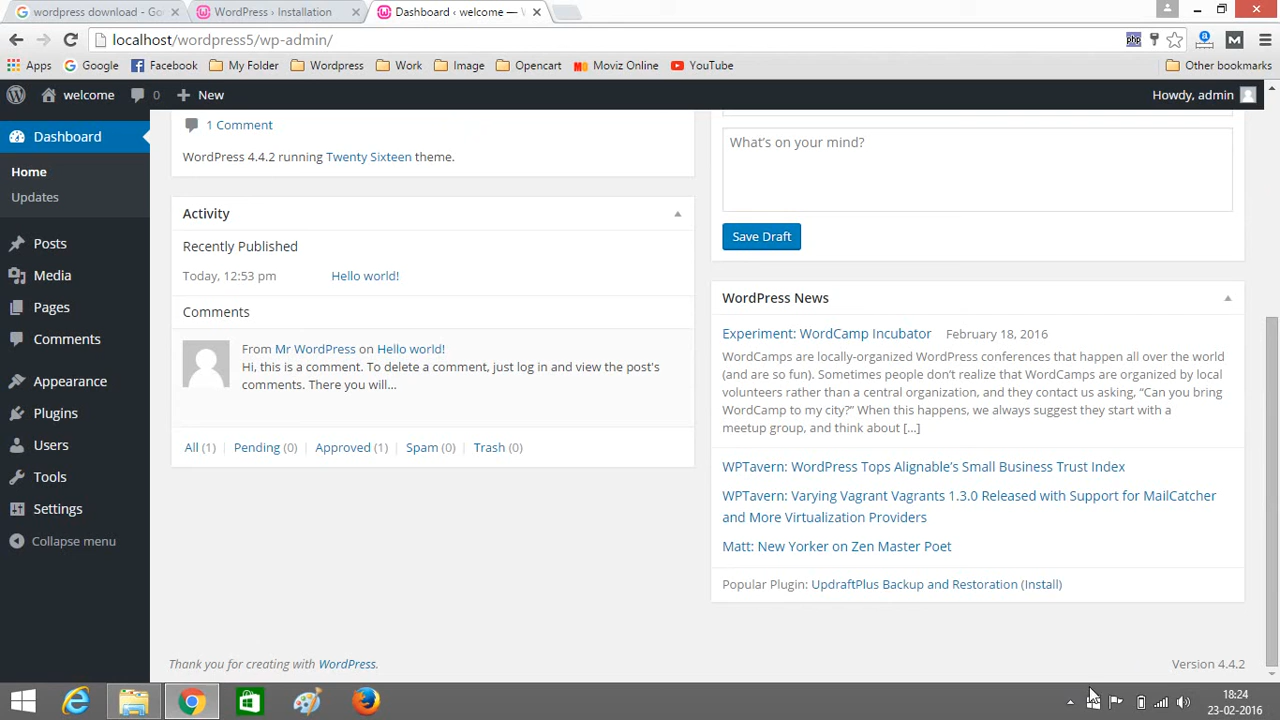 wordpress download - Go
WordPress › Installation
Dashboard ‹ welcome —
localhost/wordpress5/wp-admin/
php
a
M
Apps
Google
Facebook
My Folder
Wordpress
Work
Image
Opencart
Moviz Online
YouTube
Other bookmarks
welcome
0
New
Howdy, admin
Dashboard
Home
Updates
Posts
Media
Pages
Comments
Appearance
Plugins
Users
Tools
Settings
Collapse menu
1 Comment
WordPress 4.4.2 running Twenty Sixteen theme.
Activity
Recently Published
Today, 12:53 pm Hello world!
Comments
From Mr WordPress on Hello world!
Hi, this is a comment. To delete a comment, just log in and view the post's
comments. There you will...
All (1) | Pending (0) | Approved (1) | Spam (0) | Trash (0)
What's on your mind?
Save Draft
WordPress News
Experiment: WordCamp Incubator February 18, 2016
WordCamps are locally-organized WordPress conferences that happen all over the world
(and are so fun). Sometimes people don't realize that WordCamps are organized by local
volunteers rather than a central organization, and they contact us asking, “Can you bring
WordCamp to my city?” When this happens, we always suggest they start with a
meetup group, and think about […]
WPTavern: WordPress Tops Alignable's Small Business Trust Index
WPTavern: Varying Vagrant Vagrants 1.3.0 Released with Support for MailCatcher
and More Virtualization Providers
Matt: New Yorker on Zen Master Poet
Popular Plugin: UpdraftPlus Backup and Restoration (Install)
Thank you for creating with WordPress.
Version 4.4.2
18:24
23-02-2016